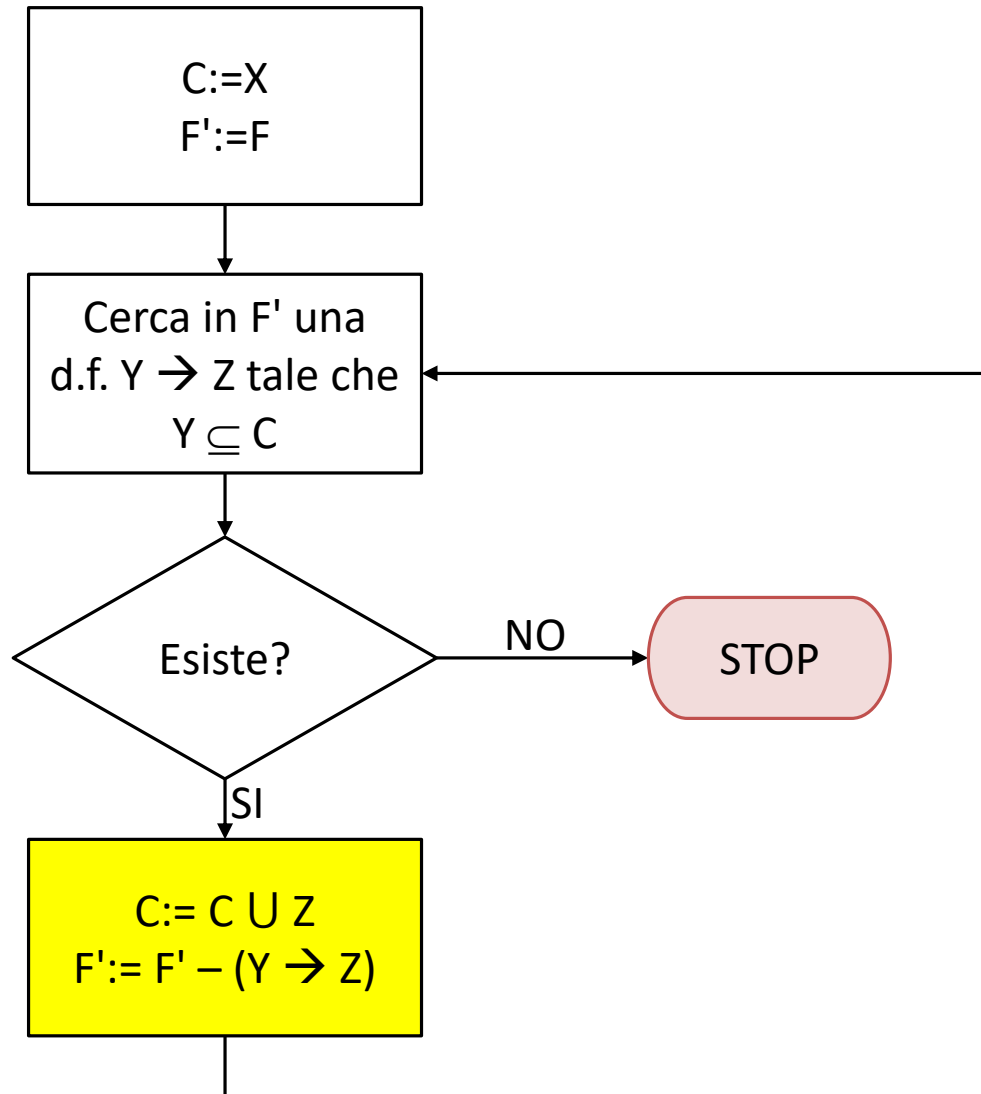 C:=X
F':=F
Cerca in F' una
d.f. Y → Z tale che
Y ⊆ C
Esiste?
NO
STOP
SI
C:= C ∪ Z
F':= F' – (Y → Z)